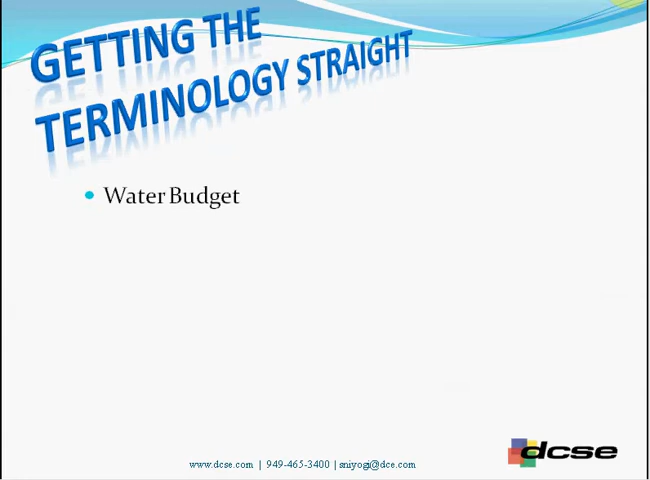 GETTING THE
TERMINOLOGY STRAIGHT
• Water Budget
www.dcse.com | 949-465-3400 | sniyogi@dce.com
dcse